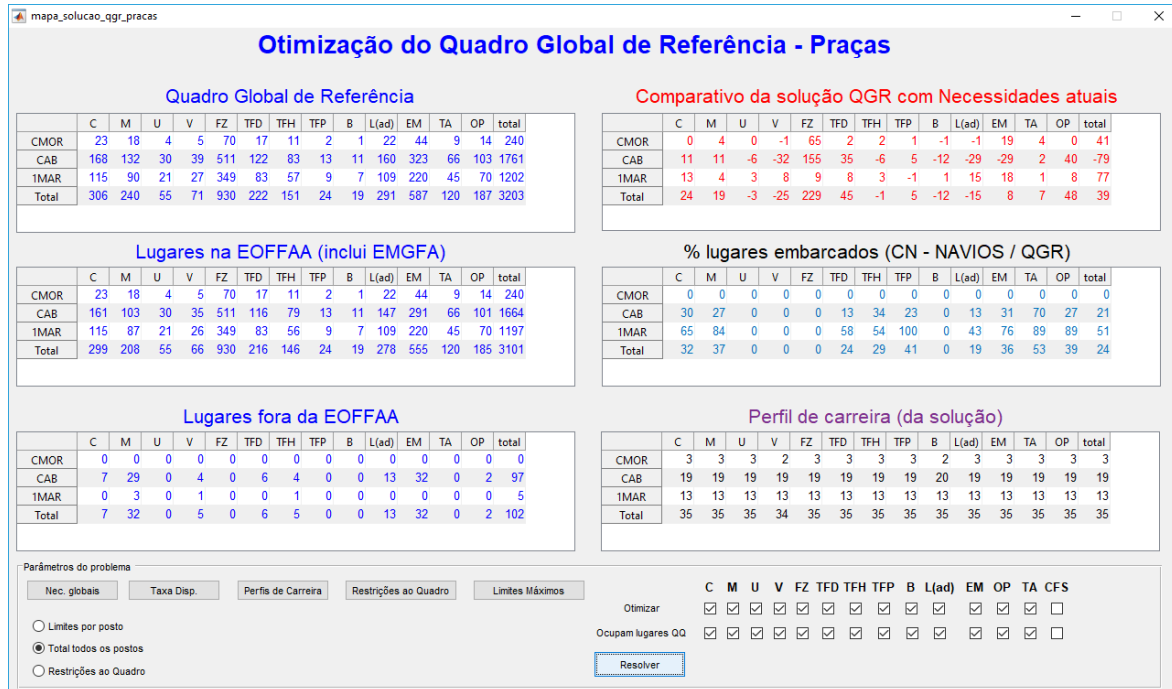 mapa_solucao_qgr_pracas
Otimização do Quadro Global de Referência - Praças
Quadro Global de Referência
C M U V FZ TFD TFH TFP B L(ad) EM TA OP total
CMOR 23 18 4 5 70 17 11 2 1 22 44 9 14 240
CAB 168 132 30 39 511 122 83 13 11 160 323 66 103 1761
1MAR 115 90 21 27 349 83 57 9 7 109 220 45 70 1202
Total 306 240 55 71 930 222 151 24 19 291 587 120 187 3203
Comparativo da solução QGR com Necessidades atuais
C M U V FZ TFD TFH TFP B L(ad) EM TA OP total
CMOR 0 4 0 -1 65 2 2 1 -1 -1 19 4 0 41
CAB 11 11 -6 -32 155 35 -6 5 -12 -29 -29 2 40 -79
1MAR 13 4 3 8 9 8 3 -1 1 15 18 1 8 77
Total 24 19 -3 -25 229 45 -1 5 -12 -15 8 7 48 39
Lugares na EOFFAA (inclui EMGFA)
C M U V FZ TFD TFH TFP B L(ad) EM TA OP total
CMOR 23 18 4 5 70 17 11 2 1 22 44 9 14 240
CAB 161 103 30 35 511 116 79 13 11 147 291 66 101 1664
1MAR 115 87 21 26 349 83 56 9 7 109 220 45 70 1197
Total 299 208 55 66 930 216 146 24 19 278 555 120 185 3101
% lugares embarcados (CN - NAVIOS / QGR)
C M U V FZ TFD TFH TFP B L(ad) EM TA OP total
CMOR 0 0 0 0 0 0 0 0 0 0 0 0 0 0
CAB 30 27 0 0 0 13 34 23 0 13 31 70 27 21
1MAR 65 84 0 0 0 58 54 100 0 43 76 89 89 51
Total 32 37 0 0 0 24 29 41 0 19 36 53 39 24
Lugares fora da EOFFAA
C M U V FZ TFD TFH TFP B L(ad) EM TA OP total
CMOR 0 0 0 0 0 0 0 0 0 0 0 0 0 0
CAB 7 29 0 4 0 6 4 0 0 13 32 0 2 97
1MAR 0 3 0 1 0 0 1 0 0 0 0 0 0 5
Total 7 32 0 5 0 6 5 0 0 13 32 0 2 102
Perfil de carreira (da solução)
C M U V FZ TFD TFH TFP B L(ad) EM TA OP total
CMOR 3 3 3 2 3 3 3 3 2 3 3 3 3 3
CAB 19 19 19 19 19 19 19 19 20 19 19 19 19 19
1MAR 13 13 13 13 13 13 13 13 13 13 13 13 13 13
Total 35 35 35 34 35 35 35 35 35 35 35 35 35 35
Parâmetros do problema
Nec. globais Taxa Disp. Perfis de Carreira Restrições ao Quadro Limites Máximos
Limites por posto
Total todos os postos
Restrições ao Quadro
C M U V FZ TFD TFH TFP B L(ad) EM OP TA CFS
Otimizar
Ocupam lugares QQ
Resolver